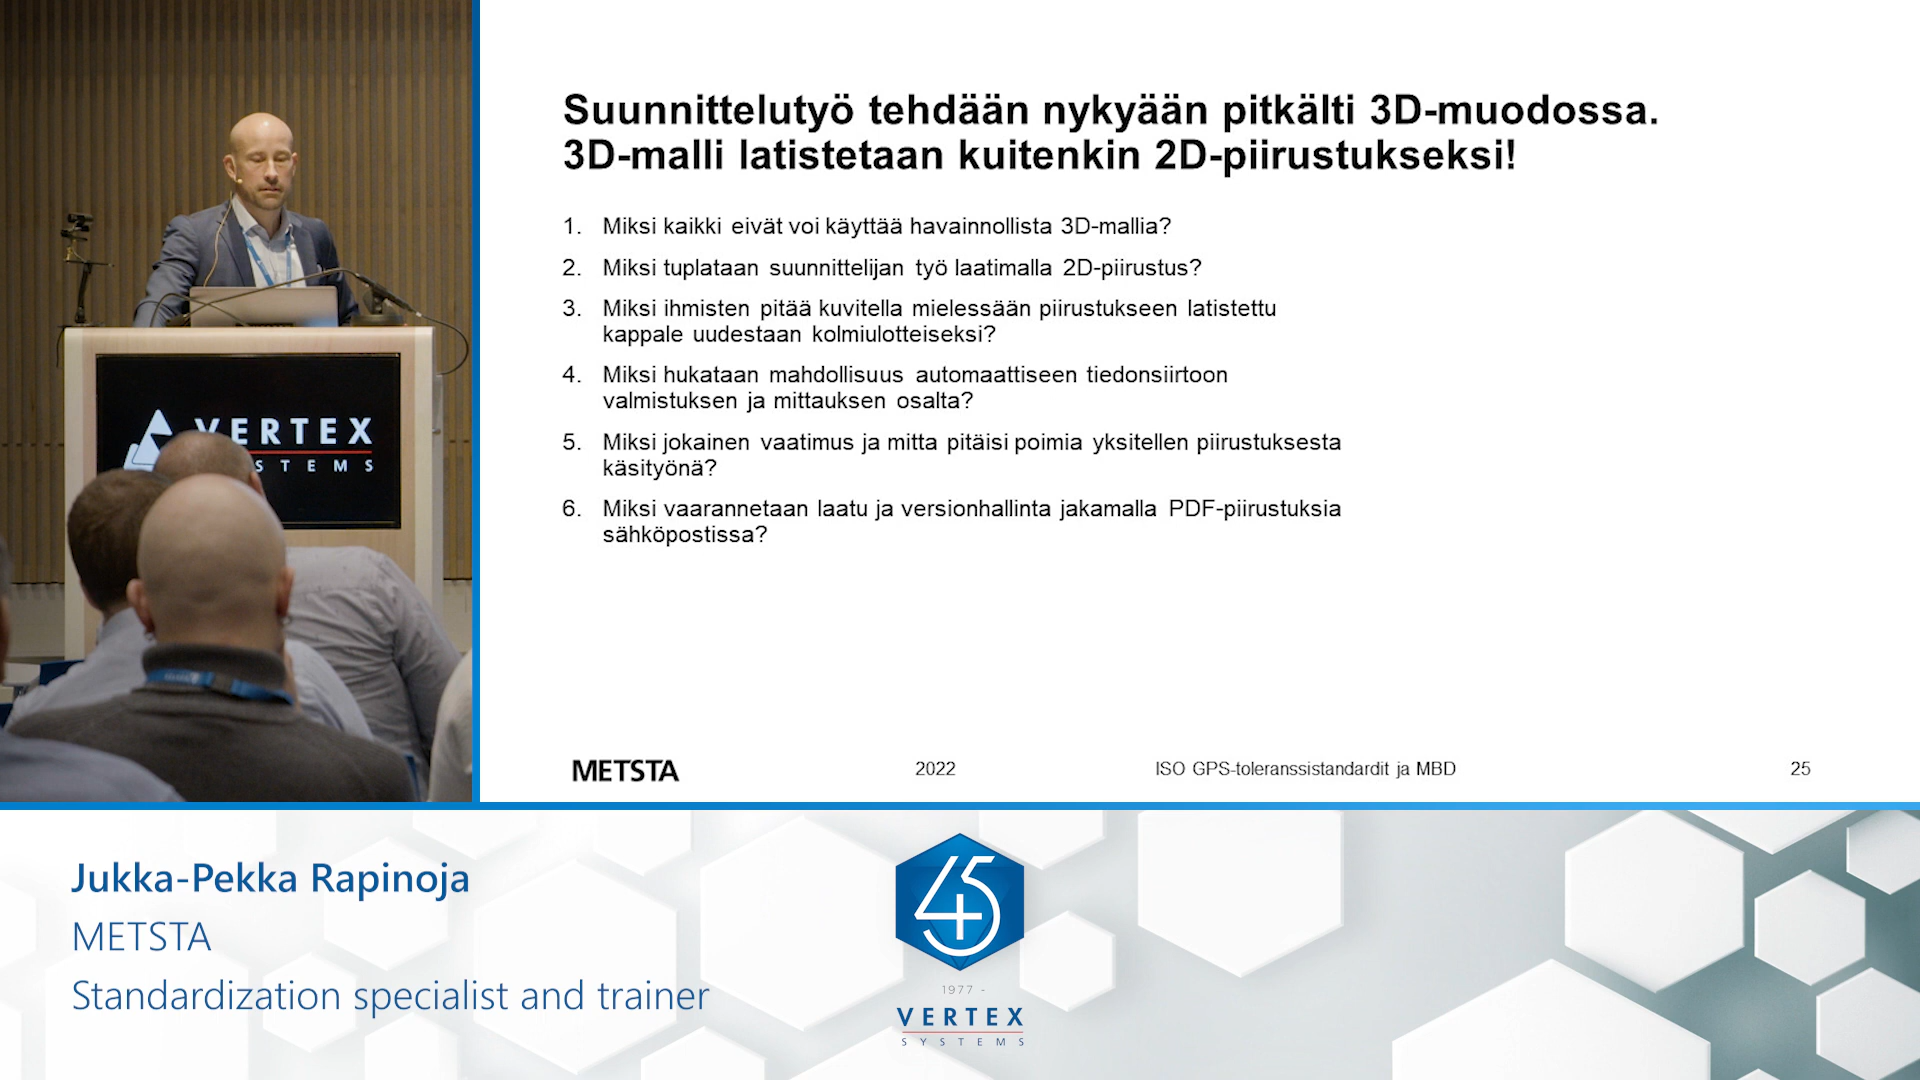 Suunnittelutyö tehdään nykyään pitkälti 3D-muodossa.
3D-malli latistetaan kuitenkin 2D-piirustukseksi!
1. Miksi kaikki eivät voi käyttää havainnollista 3D-mallia?
2. Miksi tuplataan suunnittelijan työ laatimalla 2D-piirustus?
3. Miksi ihmisten pitää kuvitella mielessään piirustukseen latistettu
kappale uudestaan kolmiulotteiseksi?
4. Miksi hukataan mahdollisuus automaattiseen tiedonsiirtoon
valmistuksen ja mittauksen osalta?
5. Miksi jokainen vaatimus ja mitta pitäisi poimia yksitellen piirustuksesta
käsityönä?
6. Miksi vaarannetaan laatu ja versionhallinta jakamalla PDF-piirustuksia
sähköpostissa?
METSTA
2022
ISO GPS-toleranssistandardit ja MBD
25
VERTEX
STEMS
Jukka-Pekka Rapinoja
METSTA
Standardization specialist and trainer
45
1977 -
VERTEX
SYSTEMS